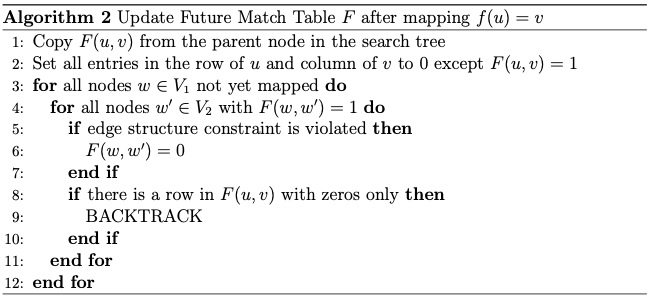 Algorithm 2 Update Future Match Table F after mapping f(u) = v
1: Copy F(u, v) from the parent node in the search tree
2: Set all entries in the row of u and column of v to 0 except F(u, v) = 1
3: for all nodes w ∈ V₁ not yet mapped do
4: for all nodes w′ ∈ V₂ with F(w, w′) = 1 do
5: if edge structure constraint is violated then
6: F(w, w′) = 0
7: end if
8: if there is a row in F(u, v) with zeros only then
9: BACKTRACK
10: end if
11: end for
12: end for